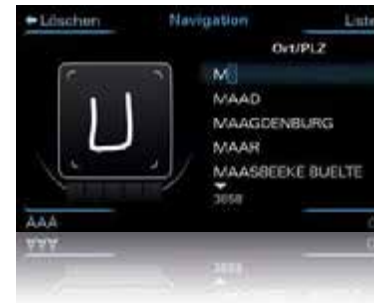 Löschen Navigation Liste
Ort/PLZ
M
MAAD
MAAGDENBURG
MAAR
MAASBEEKE BUELTE
3658
U
AAA